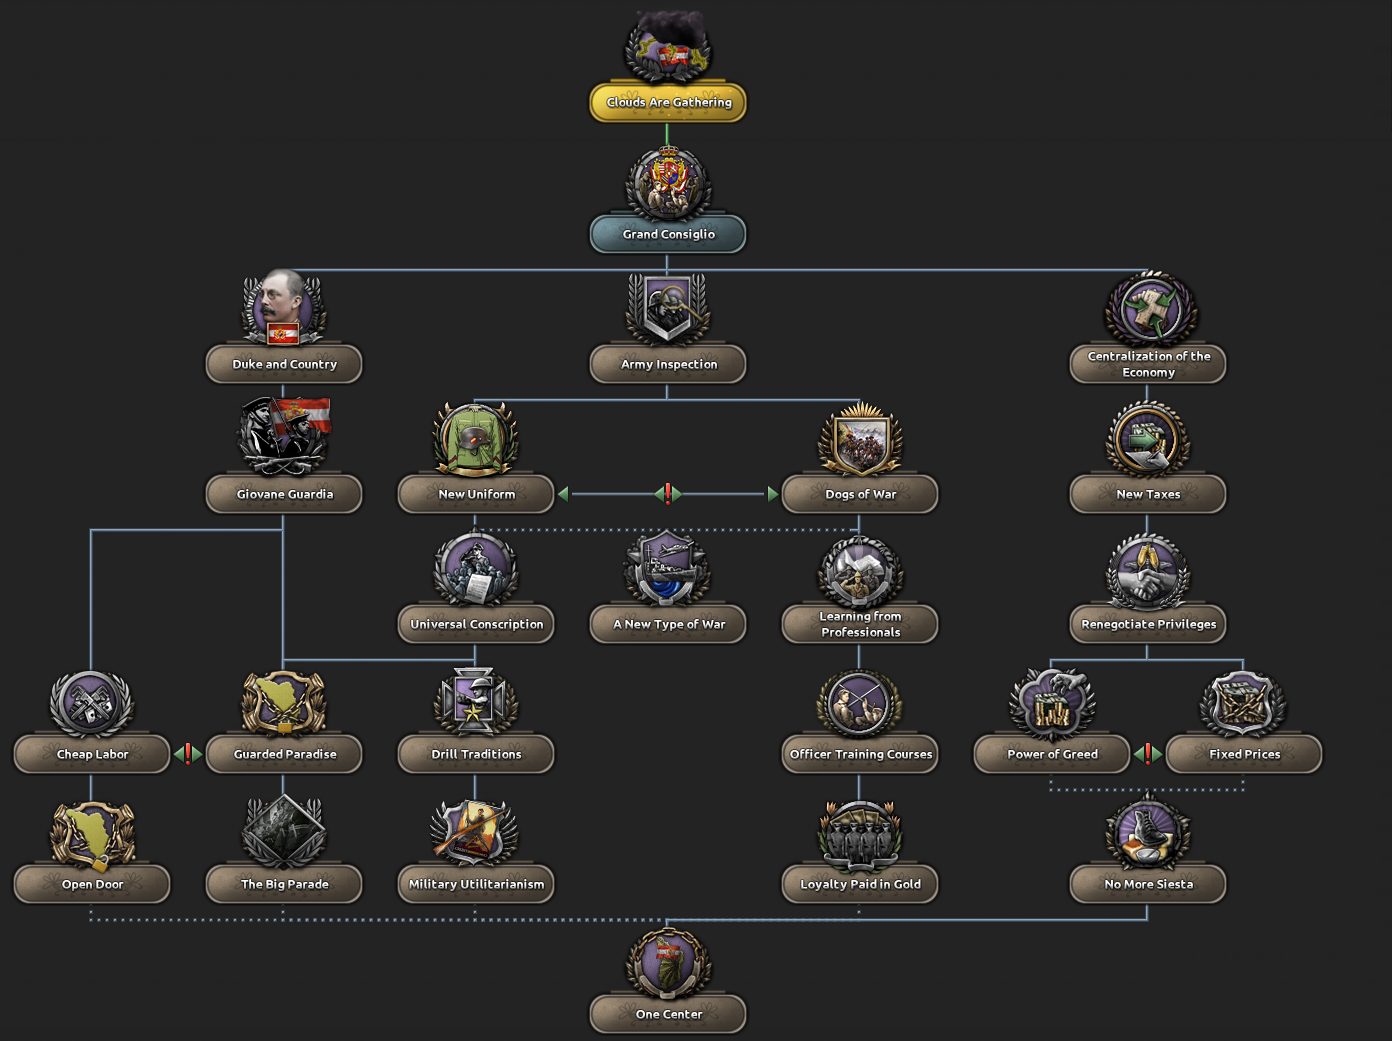 Clouds Are Gathering
Grand Consiglio
Duke and Country
Army Inspection
Centralization of the
Economy
Giovane Guardia
New Uniform
Dogs of War
New Taxes
Universal Conscription
A New Type of War
Learning from
Professionals
Renegotiate Privileges
Cheap Labor
Guarded Paradise
Drill Traditions
Officer Training Courses
Power of Greed
Fixed Prices
Open Door
The Big Parade
Military Utilitarianism
Loyalty Paid in Gold
No More Siesta
One Center